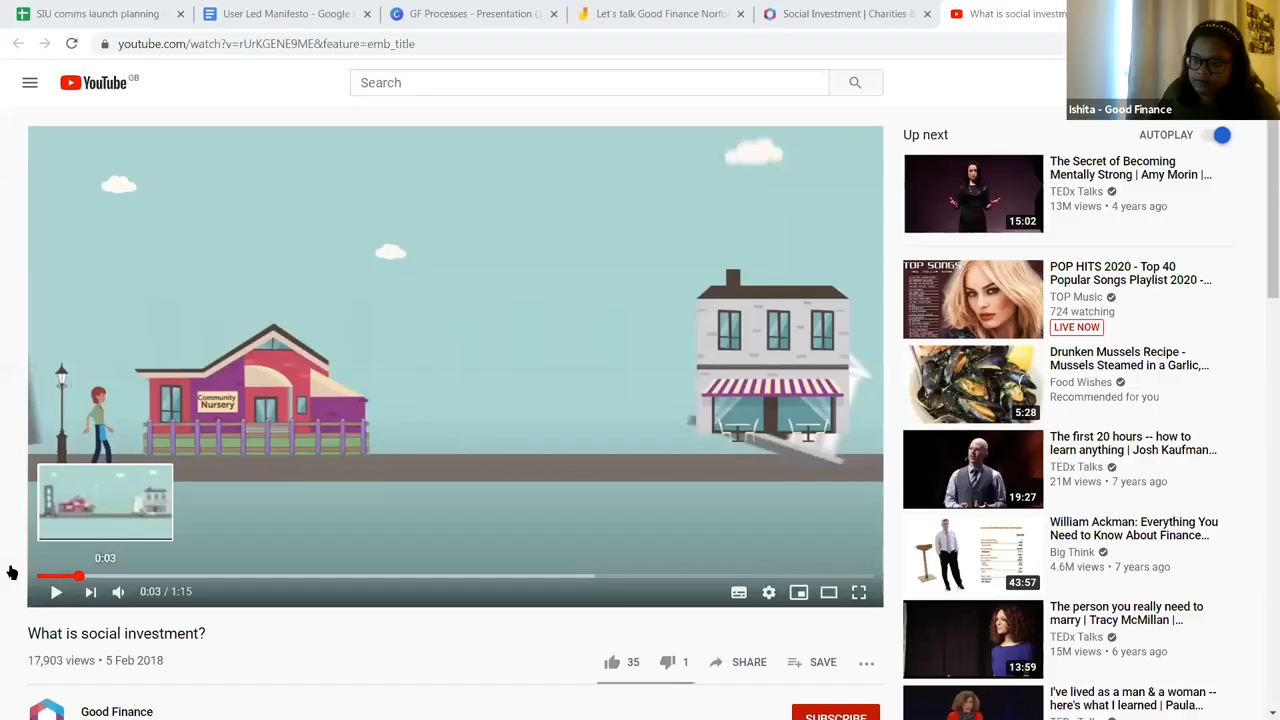 SIU comms launch planning
User Led Manifesto - Google
GF Processes - Presentation (1
Let's talk Good Finance North
Social Investment | Charities &
What is social investm
Ishita - Good Finance
YouTube GB
Search
Up next
AUTOPLAY
The Secret of Becoming
Mentally Strong | Amy Morin |...
TEDx Talks
13M views • 4 years ago
15:02
TOP SONGS
POP HITS 2020 - Top 40
Popular Songs Playlist 2020 -...
TOP Music
724 watching
LIVE NOW
Drunken Mussels Recipe -
Mussels Steamed in a Garlic,...
Food Wishes
Recommended for you
5:28
The first 20 hours -- how to
learn anything | Josh Kaufman...
TEDx Talks
21M views • 7 years ago
19:27
William Ackman: Everything You
Need to Know About Finance...
Big Think
4.6M views • 7 years ago
43:57
The person you really need to
marry | Tracy McMillan |...
TEDx Talks
15M views • 6 years ago
13:59
I've lived as a man & a woman --
here's what I learned | Paula...
TEDx Talks
Community
Nursery
0:03
0:03 / 1:15
What is social investment?
17,903 views • 5 Feb 2018
35
1
SHARE
SAVE
Good Finance
SUBSCRIBE